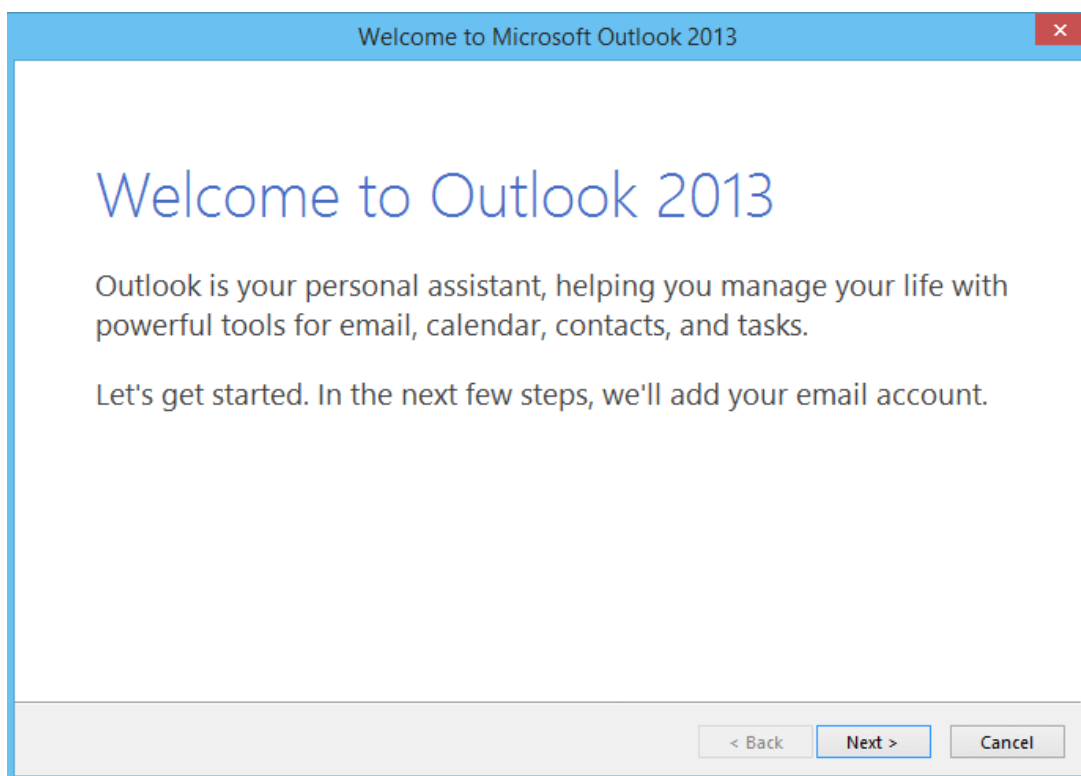 Welcome to Microsoft Outlook 2013
Welcome to Outlook 2013
Outlook is your personal assistant, helping you manage your life with
powerful tools for email, calendar, contacts, and tasks.
Let's get started. In the next few steps, we'll add your email account.
< Back Next > Cancel